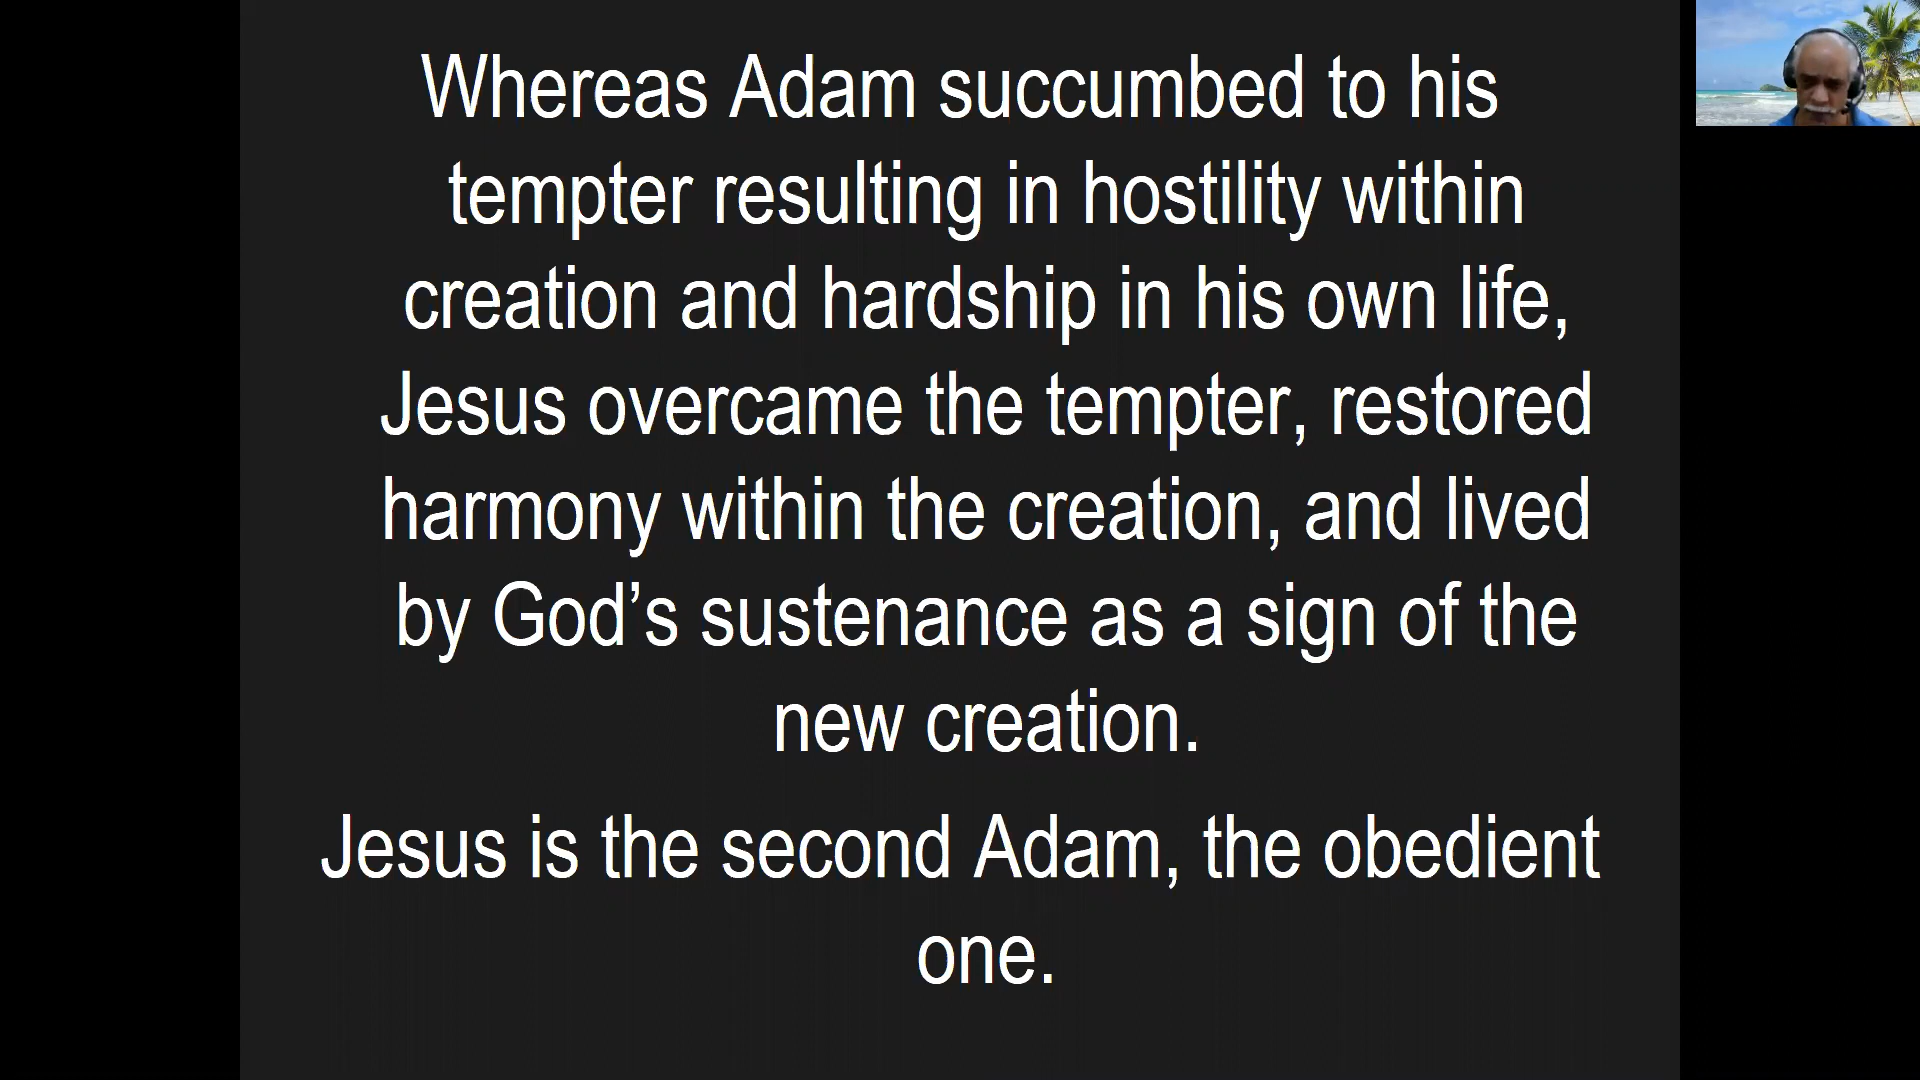 Whereas Adam succumbed to his
tempter resulting in hostility within
creation and hardship in his own life,
Jesus overcame the tempter, restored
harmony within the creation, and lived
by God’s sustenance as a sign of the
new creation.
Jesus is the second Adam, the obedient
one.